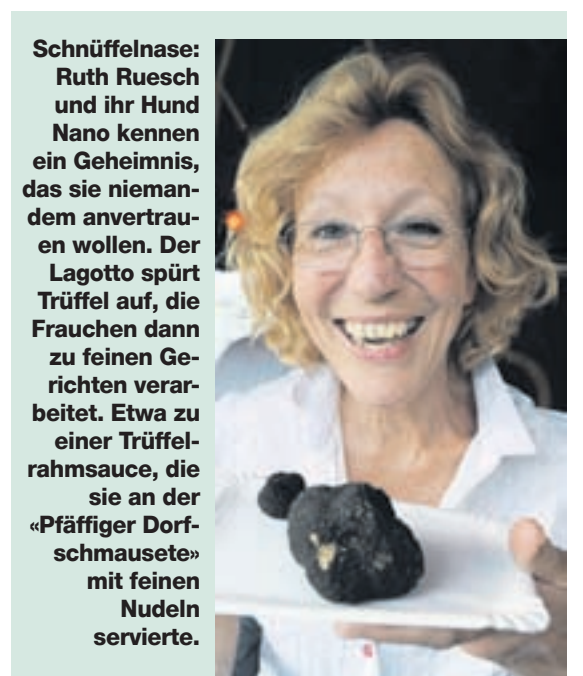 Schnüffelnase:
Ruth Ruesch
und ihr Hund
Nano kennen
ein Geheimnis,
das sie nieman-
dem anvertrau-
en wollen. Der
Lagotto spürt
Trüffel auf, die
Frauchen dann
zu feinen Ge-
richten verar-
beitet. Etwa zu
einer Trüffel-
rahmsauce, die
sie an der
«Pfäffiger Dorf-
schmausete»
mit feinen
Nudeln
servierte.